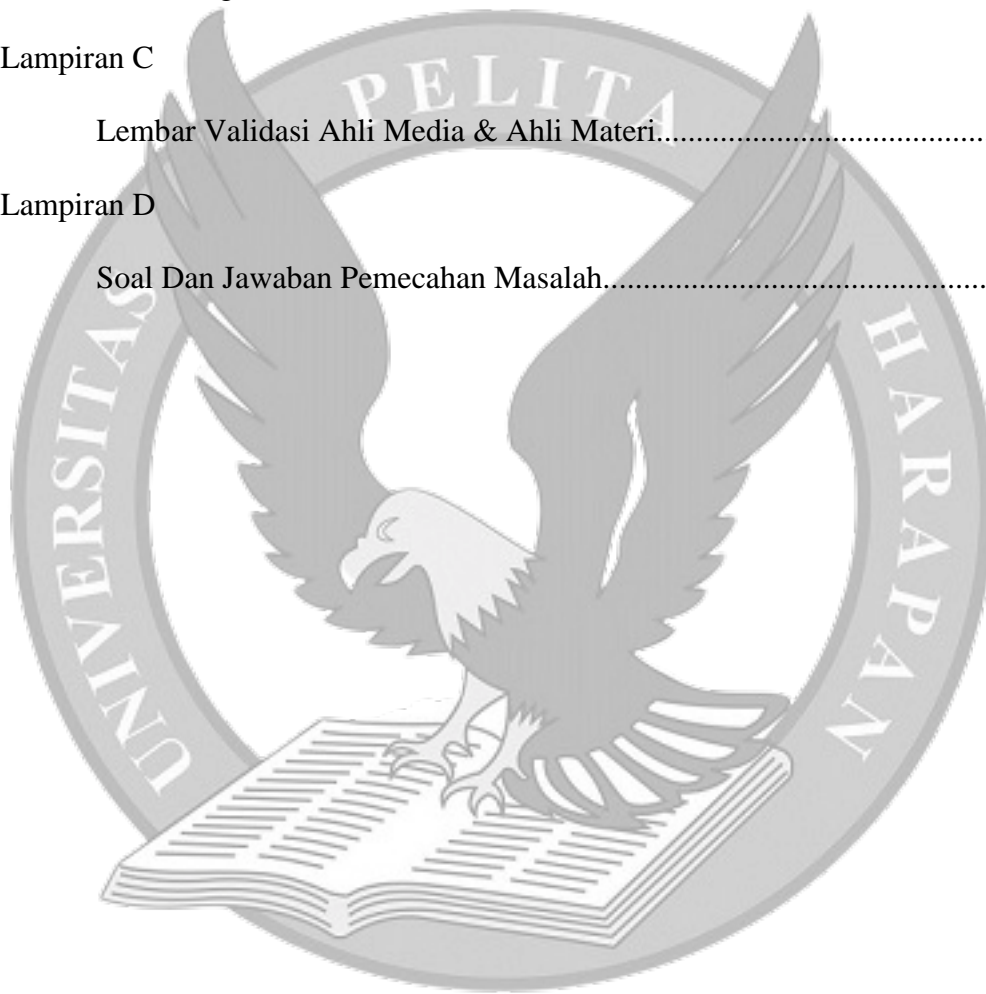 Lampiran C
Lembar Validasi Ahli Media & Ahli Materi...................................
Lampiran D
Soal Dan Jawaban Pemecahan Masalah..........................................
UNIVERSITAS PELITA HARAPAN